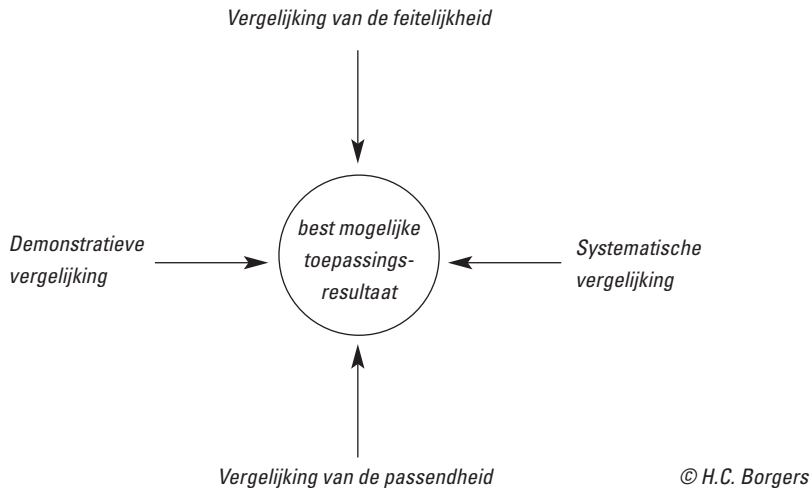 Vergelijking van de feitelijkheid
Demonstratieve
vergelijking
best mogelijke
toepassings-
resultaat
Systematische
vergelijking
Vergelijking van de passendheid
© H.C. Borgers